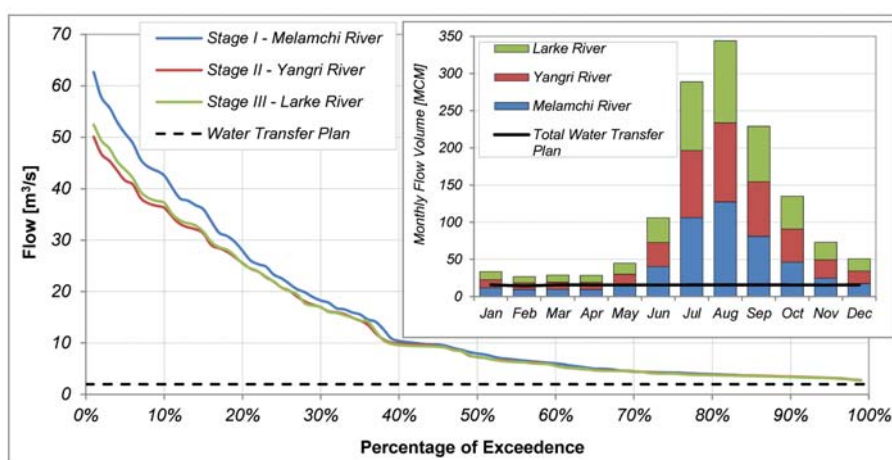 70
60
50
40
30
20
10
0
Flow [m³/s]
0% 10% 20% 30% 40% 50% 60% 70% 80% 90% 100%
Percentage of Exceedence
Stage I - Melamchi River
Stage II - Yangri River
Stage III - Larke River
Water Transfer Plan
350
300
250
200
150
100
50
0
Monthly Flow Volume [MCM]
Larke River
Yangri River
Melamchi River
Total Water Transfer
Plan
Jan Feb Mar Apr May Jun Jul Aug Sep Oct Nov Dec